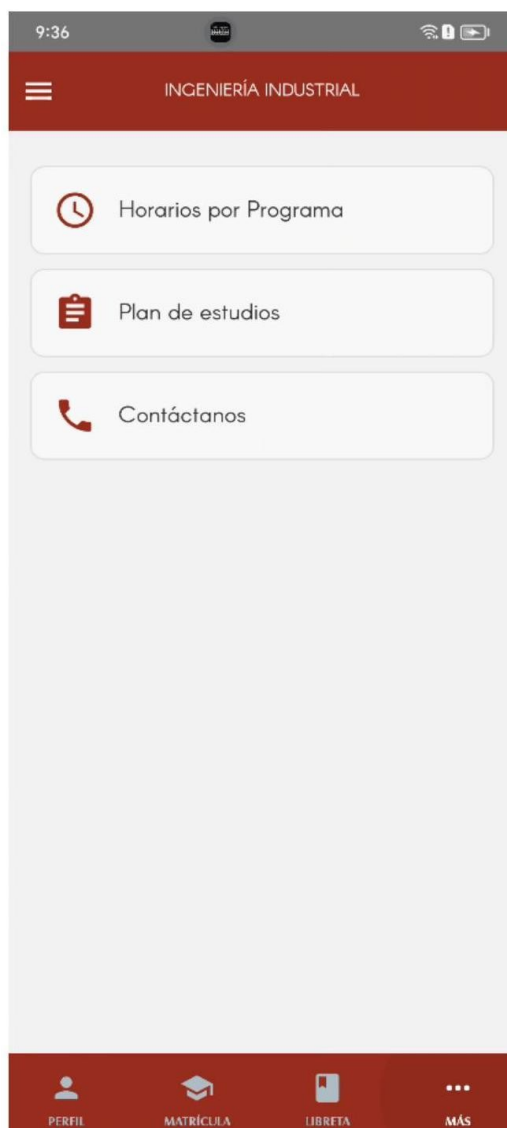 9:36
INGENIERÍA INDUSTRIAL
Horarios por Programa
Plan de estudios
Contáctanos
PERFIL
MATRÍCULA
LIBRETA
MÁS